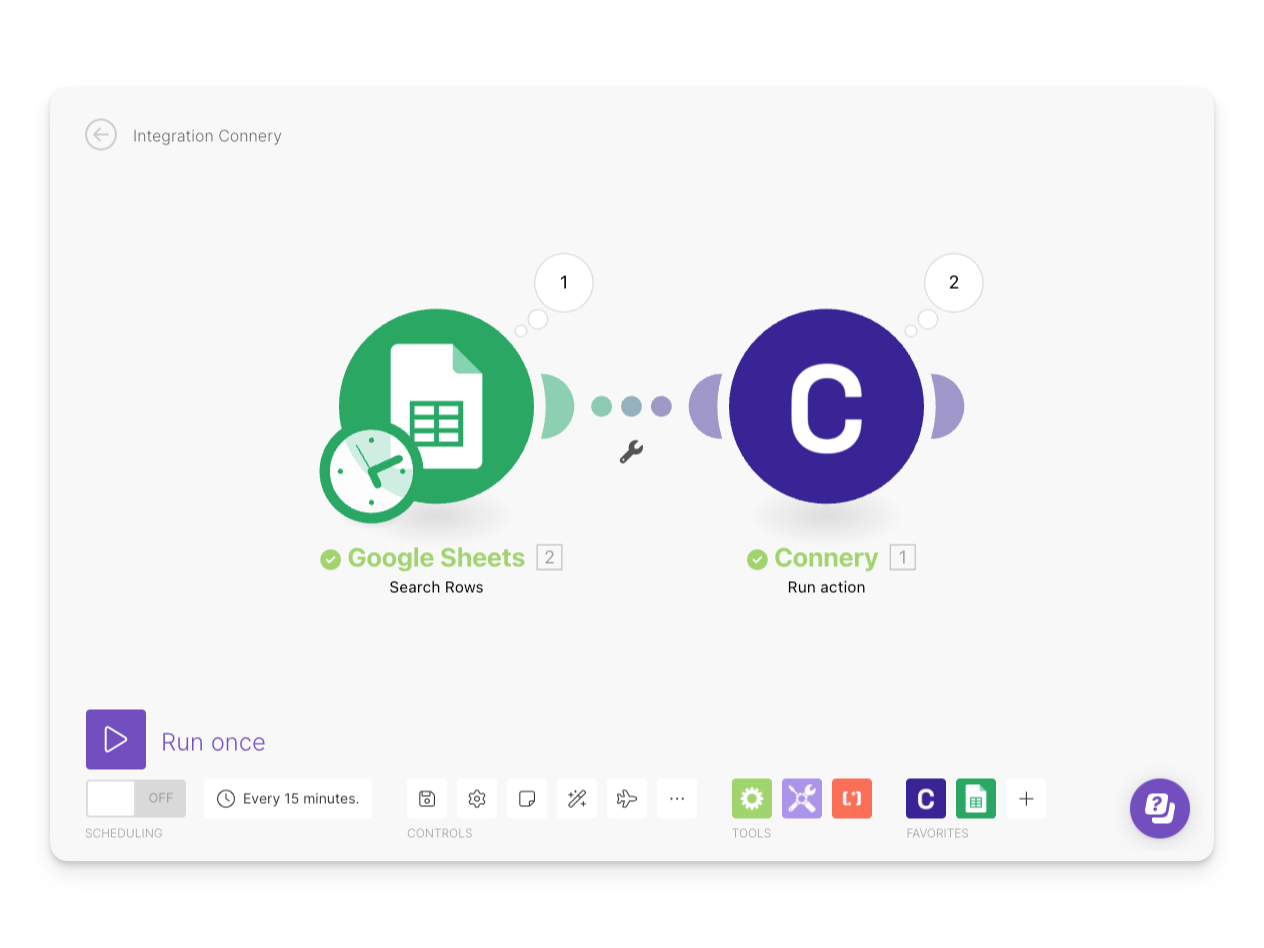 Integration Connery
1
2
C
Google Sheets 2
Search Rows
Connery 1
Run action
Run once
OFF
Every 15 minutes.
C
SCHEDULING
CONTROLS
TOOLS
FAVORITES
?